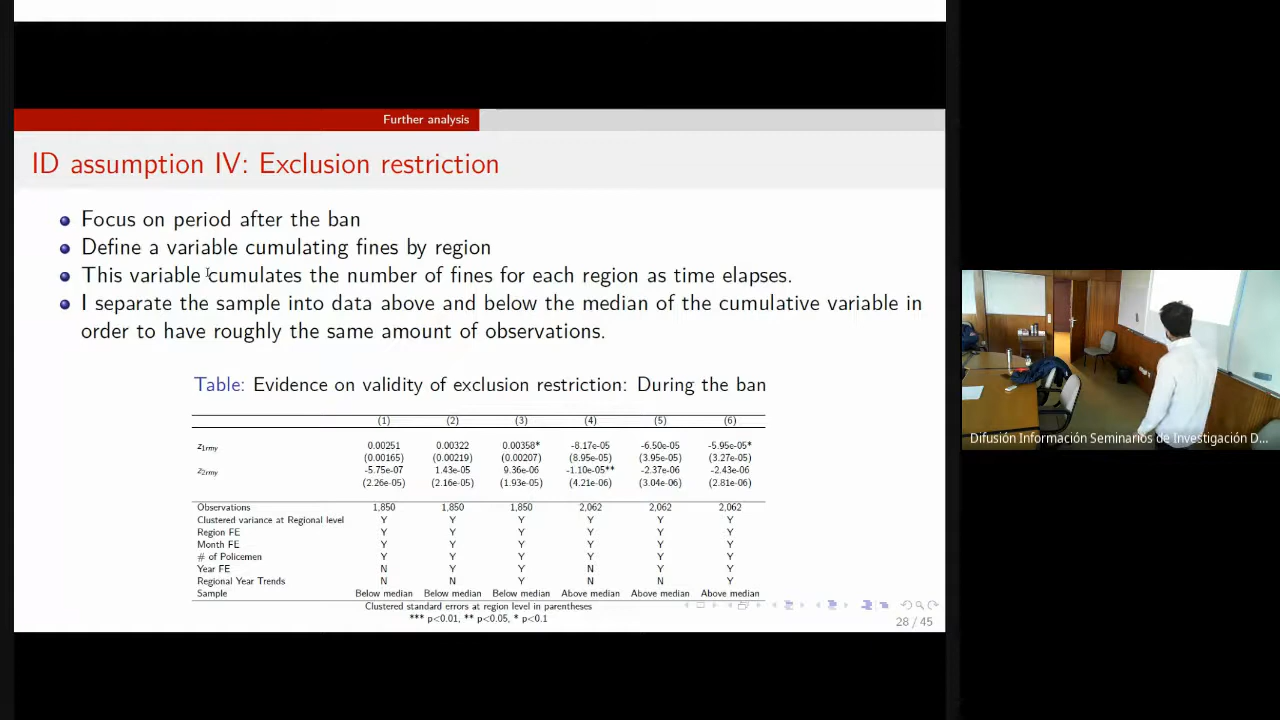 Further analysis
ID assumption IV: Exclusion restriction
Focus on period after the ban
Define a variable cumulating fines by region
This variable cumulates the number of fines for each region as time elapses.
I separate the sample into data above and below the median of the cumulative variable in
order to have roughly the same amount of observations.
Table: Evidence on validity of exclusion restriction: During the ban
(1) (2) (3) (4) (5) (6)
z1rmy 0.00251 0.00322 0.00358* -8.17e-05 -6.50e-05 -5.95e-05*
(0.00165) (0.00219) (0.00207) (8.95e-05) (3.95e-05) (3.27e-05)
z2rmy -5.75e-07 1.43e-05 9.36e-06 -1.10e-05** -2.37e-06 -2.43e-06
(2.26e-05) (2.16e-05) (1.93e-05) (4.21e-06) (3.04e-06) (2.81e-06)
Observations 1,850 1,850 1,850 2,062 2,062 2,062
Clustered variance at Regional level Y Y Y Y Y Y
Region FE Y Y Y Y Y Y
Month FE Y Y Y Y Y Y
# of Policemen Y Y Y Y Y Y
Year FE N Y Y N Y Y
Regional Year Trends N N Y N N Y
Sample Below median Below median Below median Above median Above median Above median
Clustered standard errors at region level in parentheses
*** p<0.01, ** p<0.05, * p<0.1
28 / 45
Difusión Información Seminarios de Investigación D...